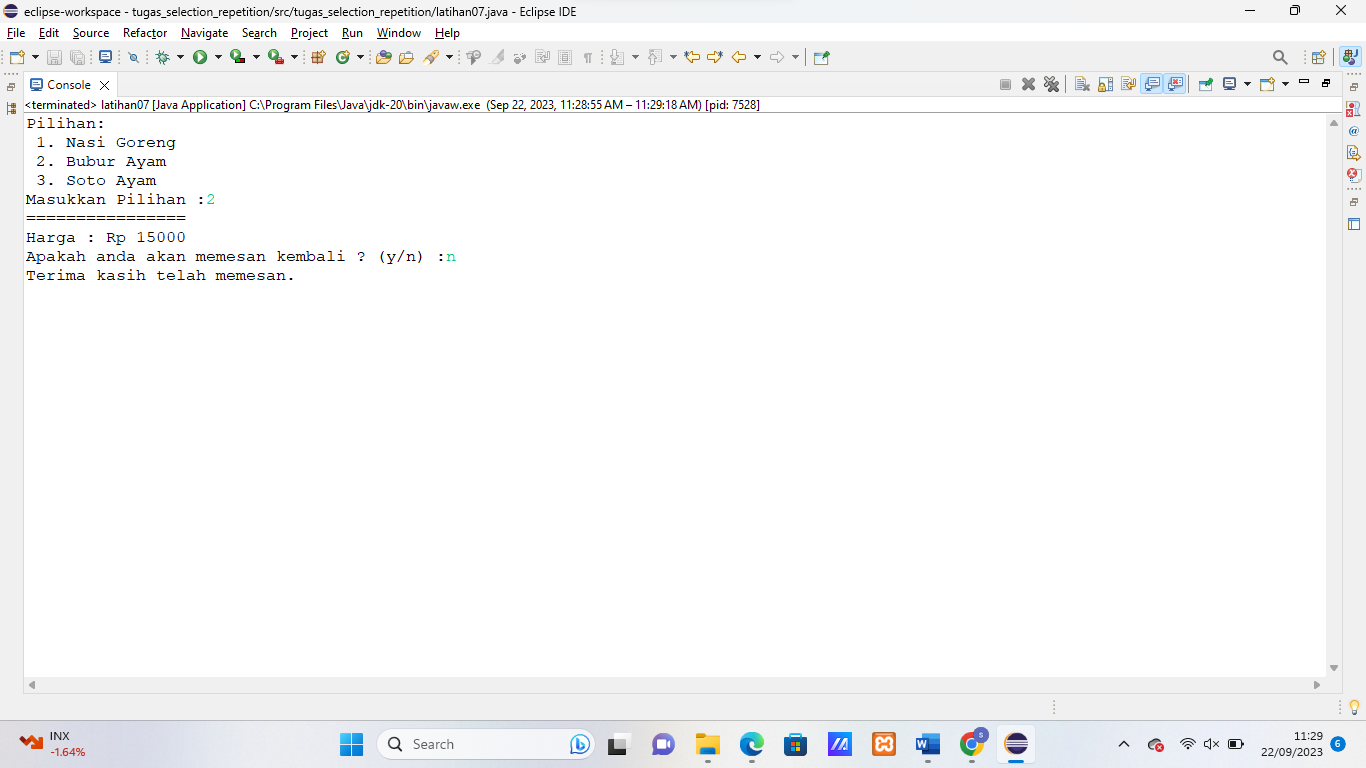 eclipse-workspace - tugas_selection_repetition/src/tugas_selection_repetition/latihan07.java - Eclipse IDE
File Edit Source Refactor Navigate Search Project Run Window Help
Console
<terminated> latihan07 [Java Application] C:\Program Files\Java\jdk-20\bin\javaw.exe (Sep 22, 2023, 11:28:55 AM – 11:29:18 AM) [pid: 7528]
Pilihan:
1. Nasi Goreng
2. Bubur Ayam
3. Soto Ayam
Masukkan Pilihan :2
================
Harga : Rp 15000
Apakah anda akan memesan kembali ? (y/n) :n
Terima kasih telah memesan.
INX
-1.64%
Search
S
11:29
22/09/2023
6